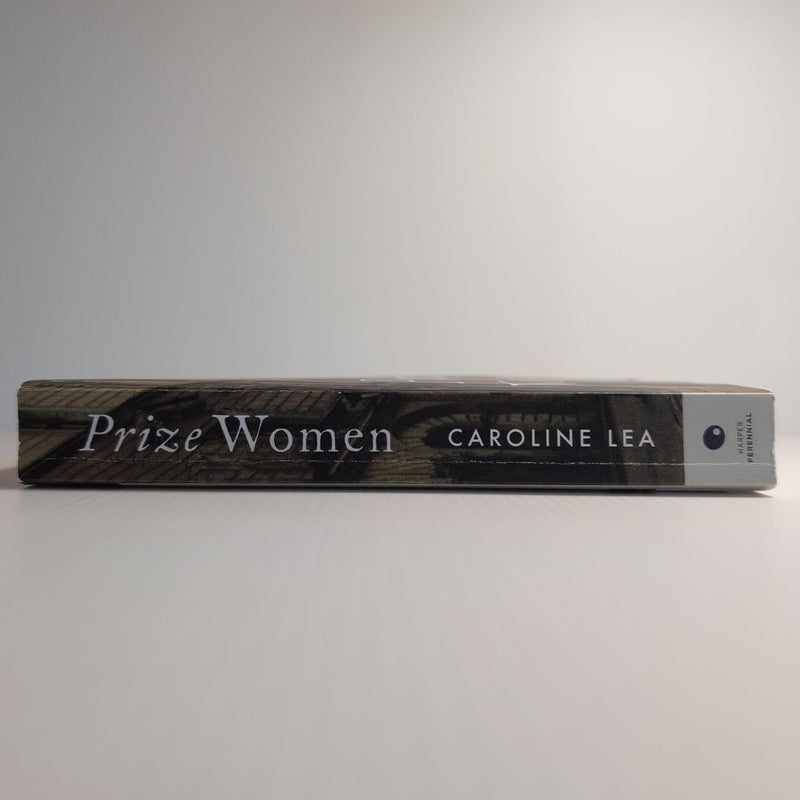 Prize Women
CAROLINE LEA
HARPER
PERENNIAL